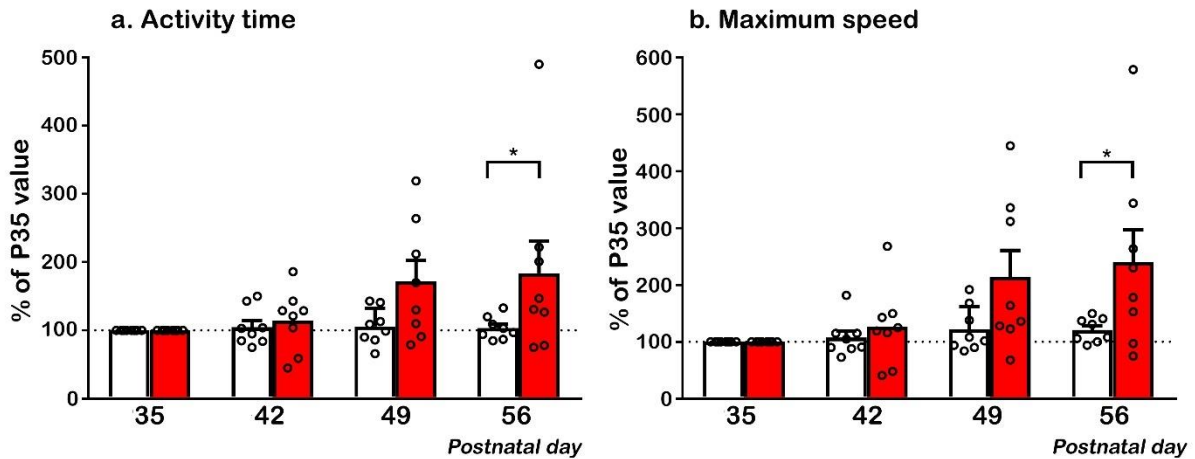 a. Activity time
% of P35 value
500
400
300
200
100
0
*
35 42 49 56
Postnatal day
b. Maximum speed
% of P35 value
600
500
400
300
200
100
0
*
35 42 49 56
Postnatal day